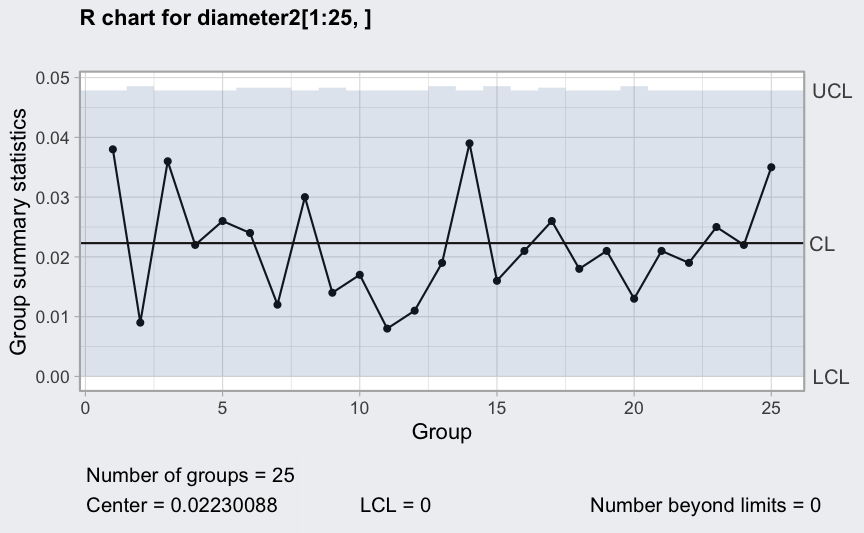 R chart for diameter2[1:25, ]
0.05
UCL
0.04
0.03
CL
0.02
0.01
0.00
LCL
Group summary statistics
0 5 10 15 20 25
Group
Number of groups = 25
Center = 0.02230088 LCL = 0 Number beyond limits = 0